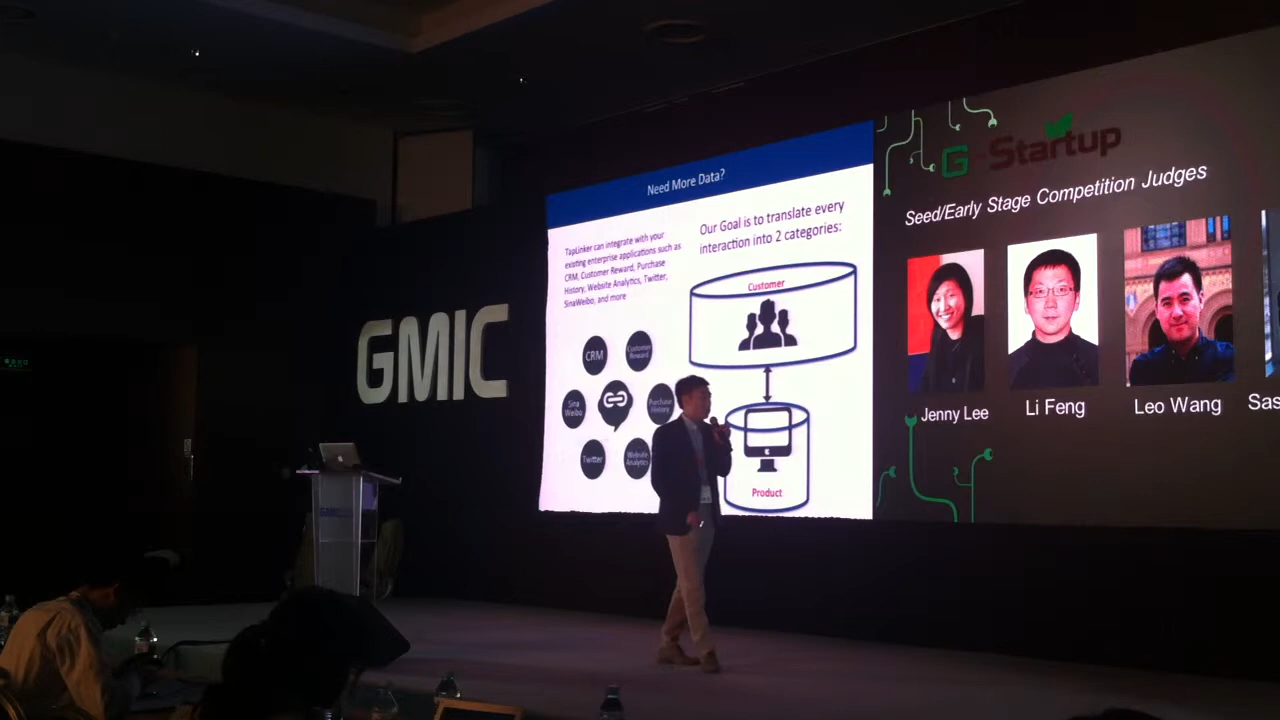 GMIC
Need More Data?
TapLinker can integrate with your
existing enterprise applications such as
CRM, Customer Reward, Purchase
History, Website Analytics, Twitter,
SinaWeibo, and more
Our Goal is to translate every
interaction into 2 categories:
Customer
CRM
Customer
Reward
Sina
Weibo
Purchase
History
Twitter
Website
Analytics
Product
G-Startup
Seed/Early Stage Competition Judges
Jenny Lee
Li Feng
Leo Wang
Sas